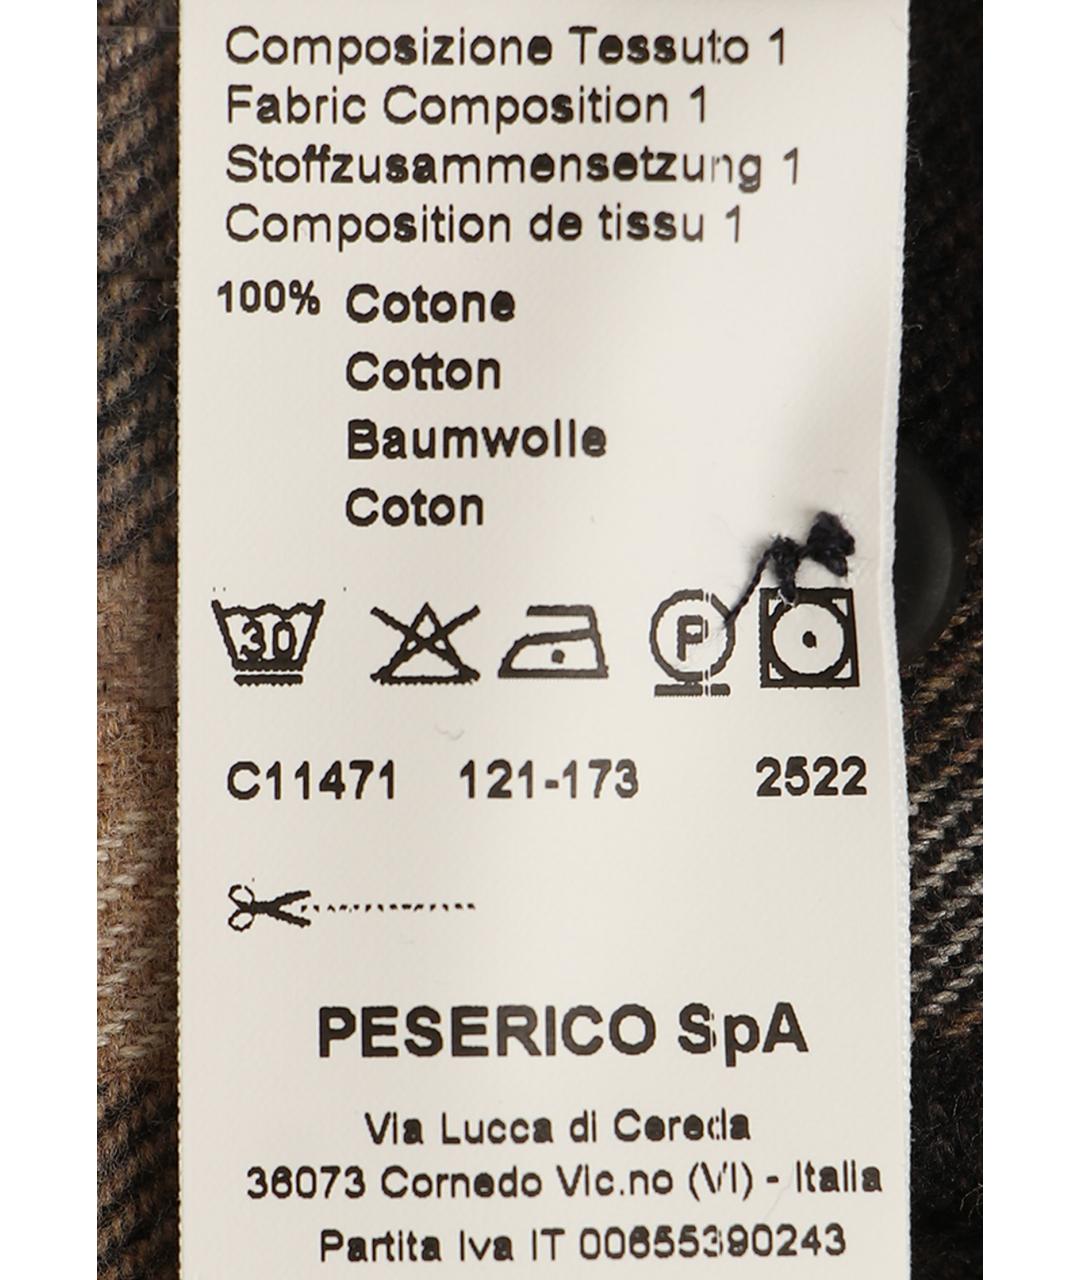 Composizione Tessuto 1
Fabric Composition 1
Stoffzusammensetzung 1
Composition de tissu 1
100% Cotone
Cotton
Baumwolle
Coton
30 P
C11471 121-173 2522
PESERICO SpA
Via Lucca di Cereda
36073 Cornedo Vic.no (VI) - Italia
Partita Iva IT 00655390243